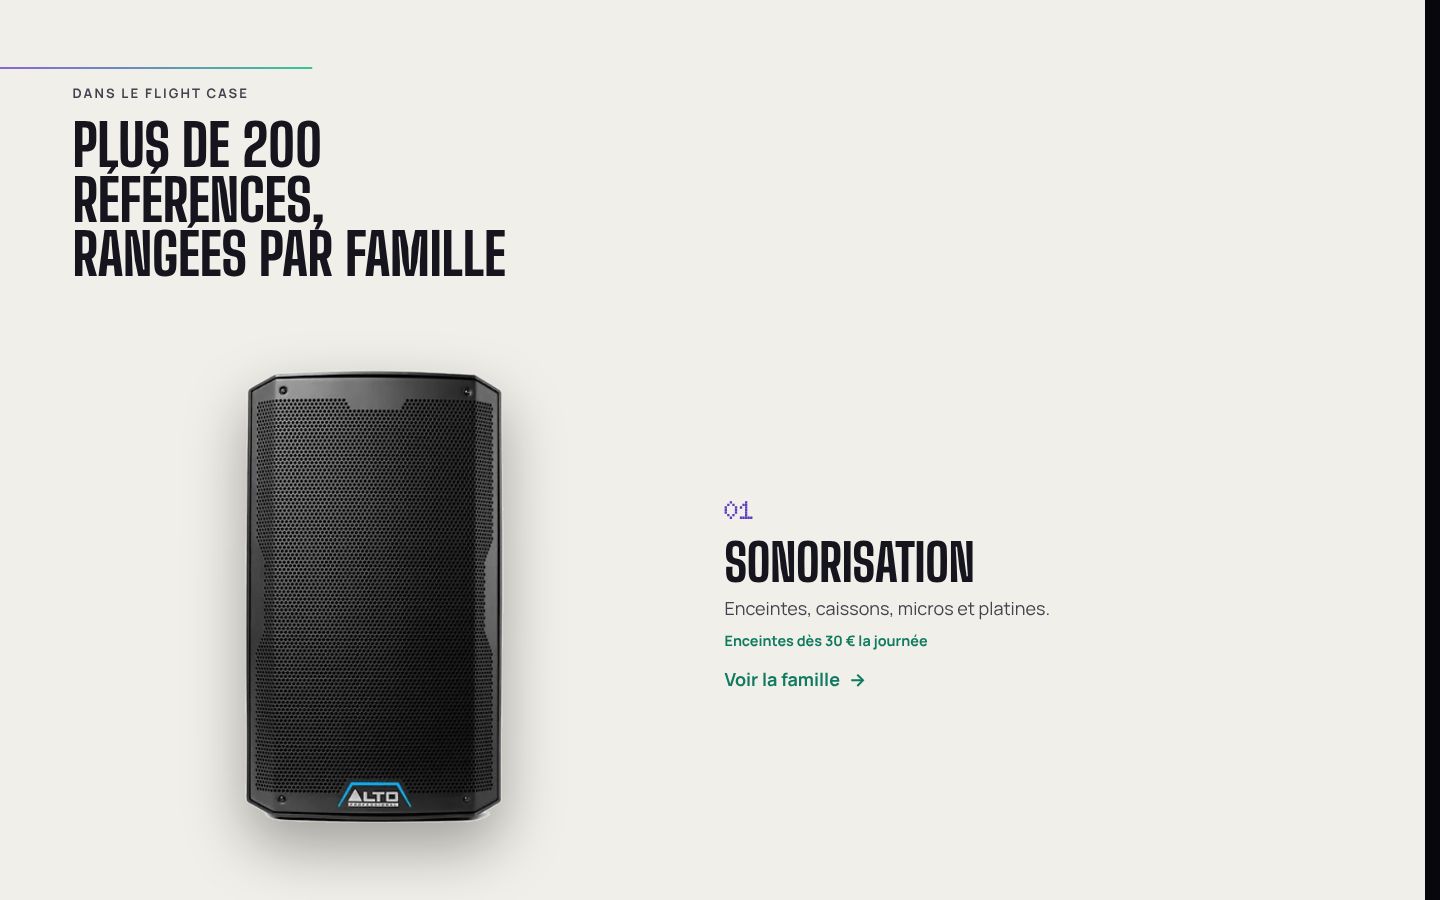 DANS LE FLIGHT CASE
PLUS DE 200
RÉFÉRENCES,
RANGÉES PAR FAMILLE
ALTO
PROFESSIONAL
01
SONORISATION
Enceintes, caissons, micros et platines.
Enceintes dès 30 € la journée
Voir la famille →